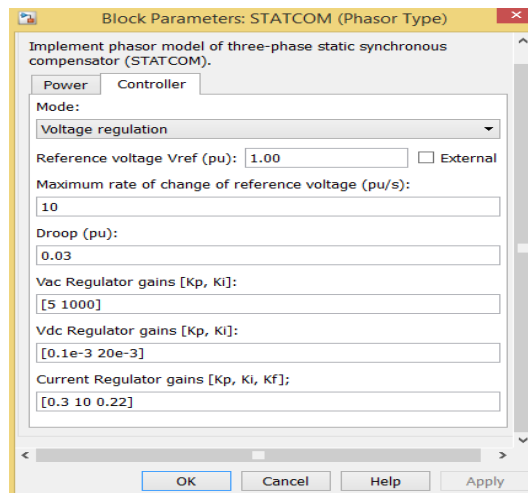 Block Parameters: STATCOM (Phasor Type)
Implement phasor model of three-phase static synchronous
compensator (STATCOM).
Power Controller
Mode:
Voltage regulation
Reference voltage Vref (pu): 1.00 External
Maximum rate of change of reference voltage (pu/s):
10
Droop (pu):
0.03
Vac Regulator gains [Kp, Ki]:
[5 1000]
Vdc Regulator gains [Kp, Ki]:
[0.1e-3 20e-3]
Current Regulator gains [Kp, Ki, Kf];
[0.3 10 0.22]
OK Cancel Help Apply